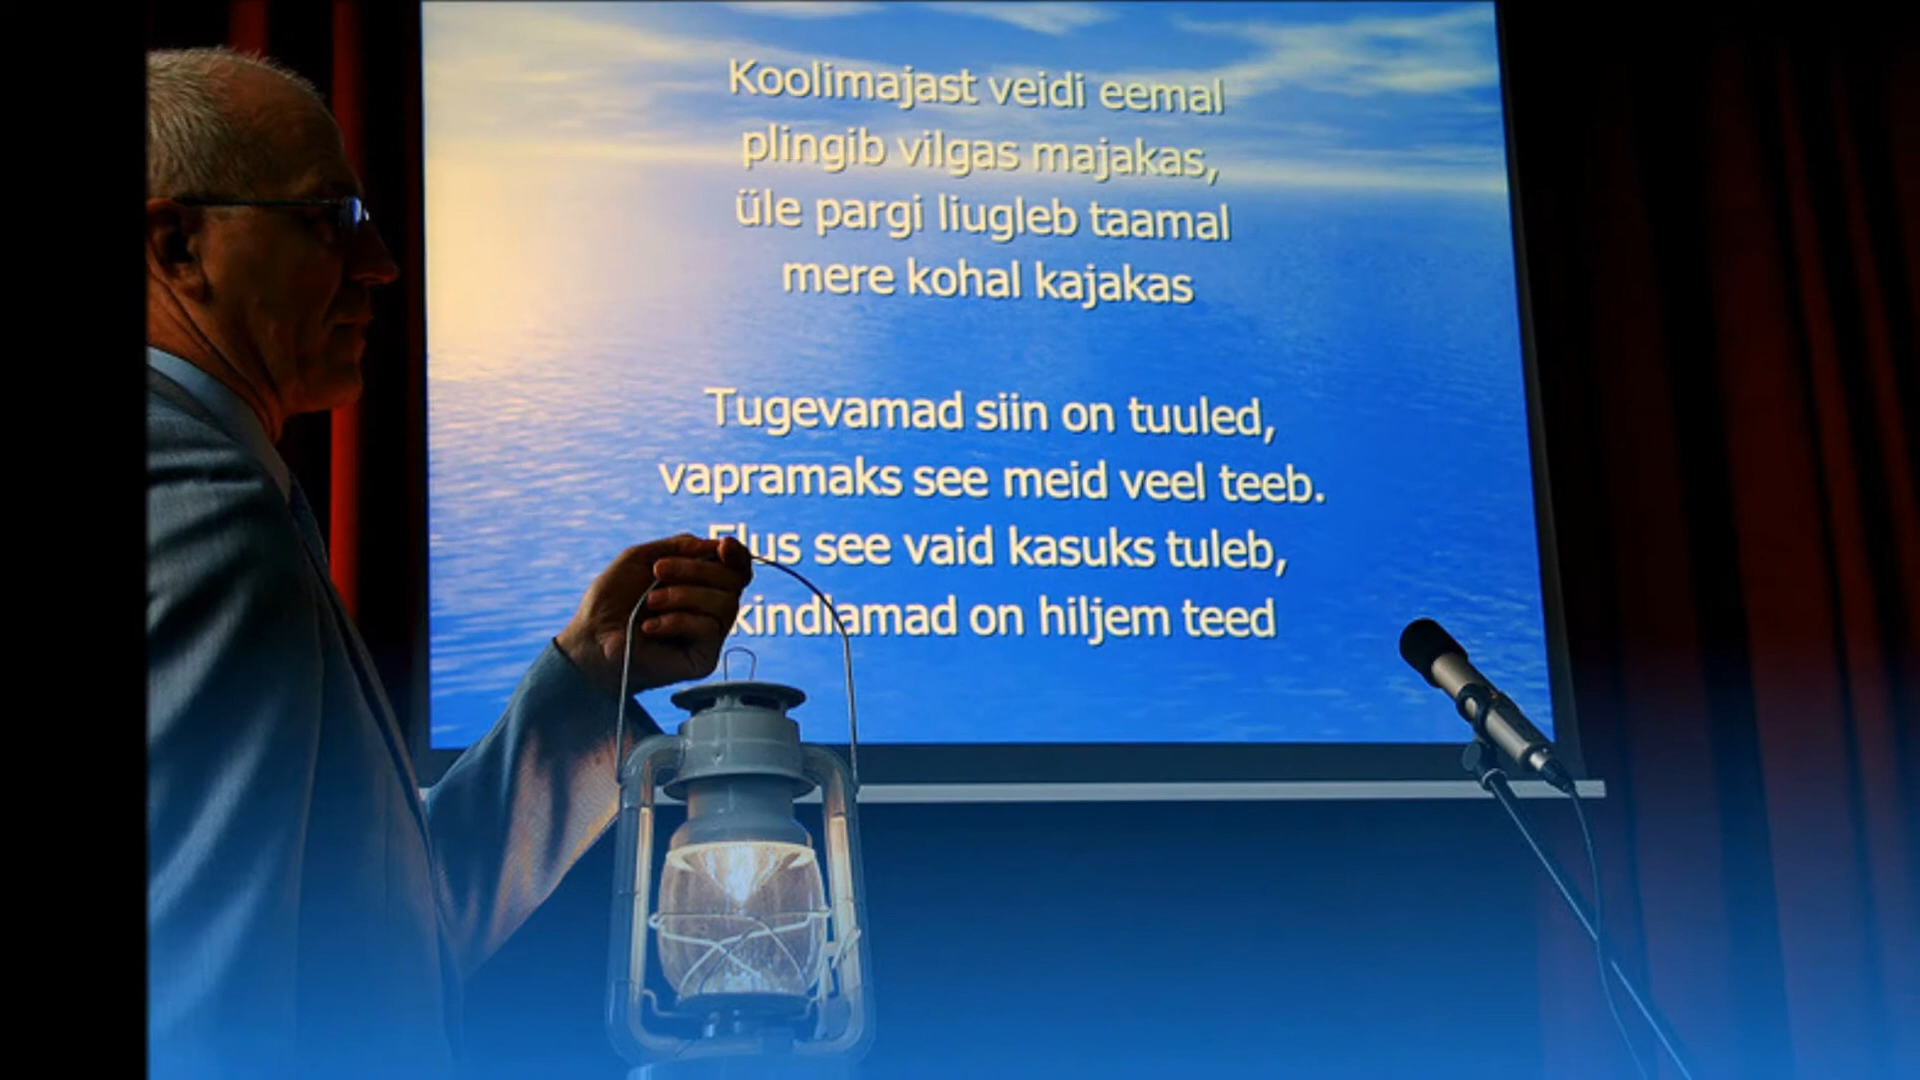 Koolimajast veidi eemal
plingib vilgas majakas,
üle pargi liugleb taamal
mere kohal kajakas
Tugevamad siin on tuuled,
vapramaks see meid veel teeb.
Elus see vaid kasuks tuleb,
kindlamad on hiljem teed